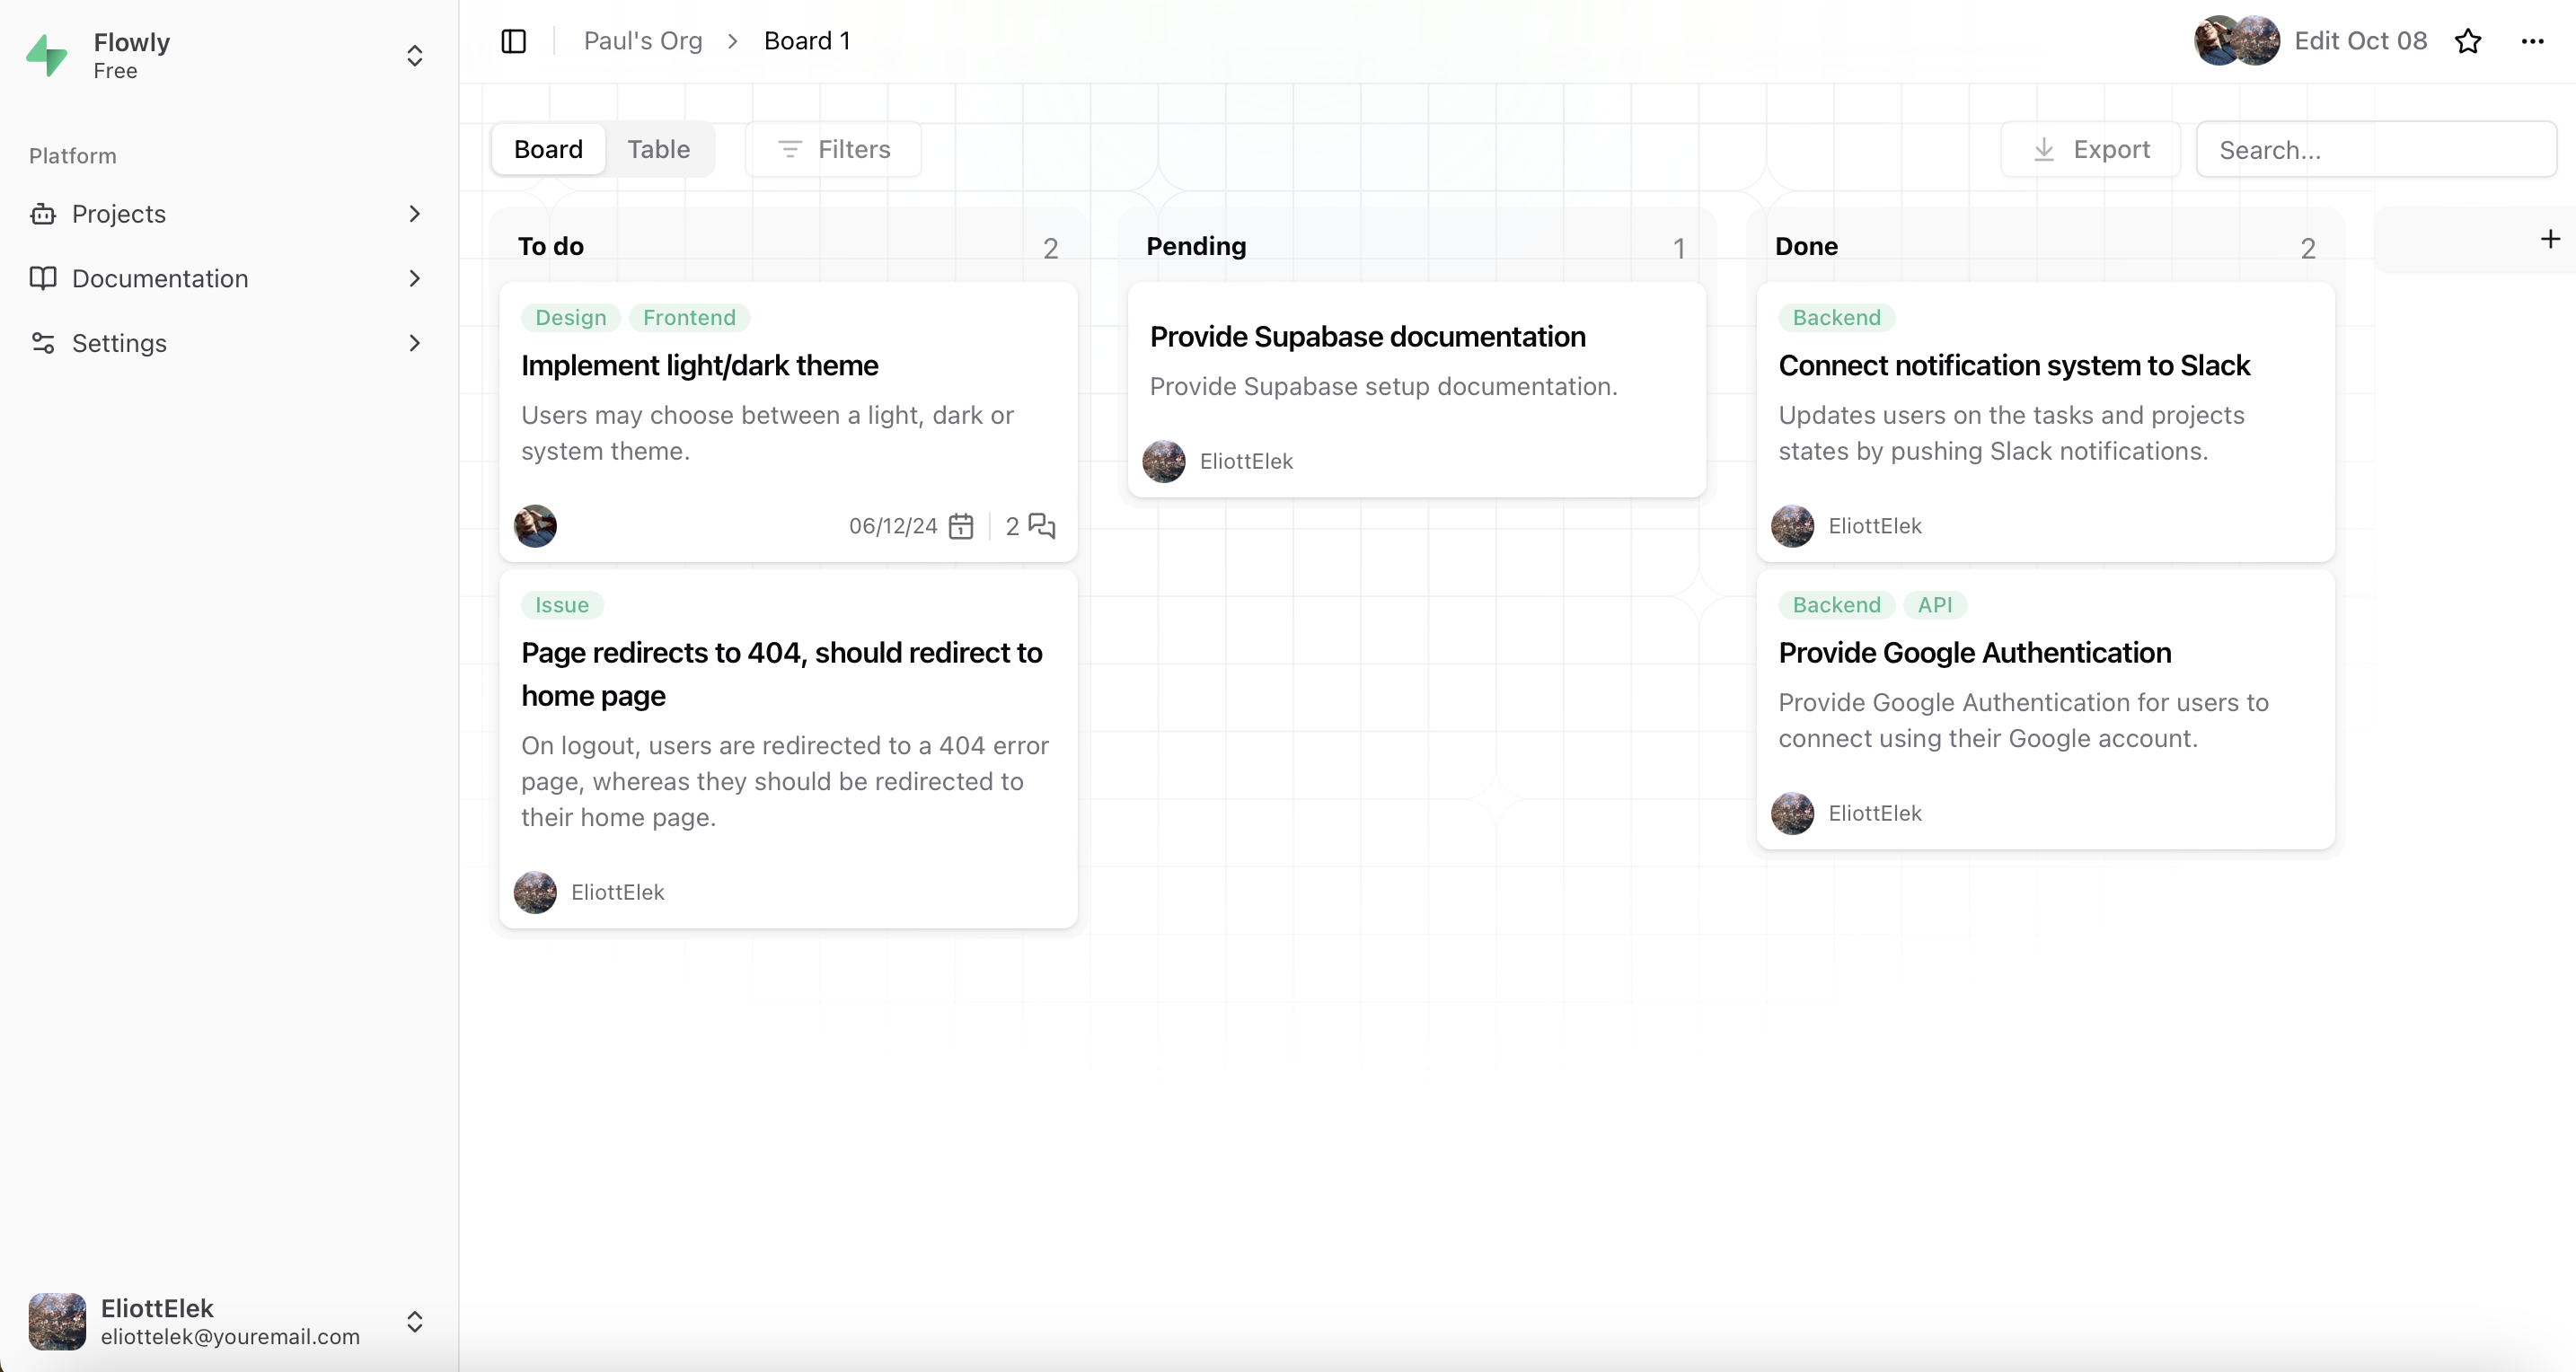 Flowly
Free
Platform
Projects
Documentation
Settings
EliottElek
eliottelek@youremail.com
Paul's Org > Board 1
Edit Oct 08
Board Table Filters
Export Search...
To do 2
Design Frontend
Implement light/dark theme
Users may choose between a light, dark or
system theme.
06/12/24 2
Issue
Page redirects to 404, should redirect to
home page
On logout, users are redirected to a 404 error
page, whereas they should be redirected to
their home page.
EliottElek
Pending 1
Provide Supabase documentation
Provide Supabase setup documentation.
EliottElek
Done 2
Backend
Connect notification system to Slack
Updates users on the tasks and projects
states by pushing Slack notifications.
EliottElek
Backend API
Provide Google Authentication
Provide Google Authentication for users to
connect using their Google account.
EliottElek